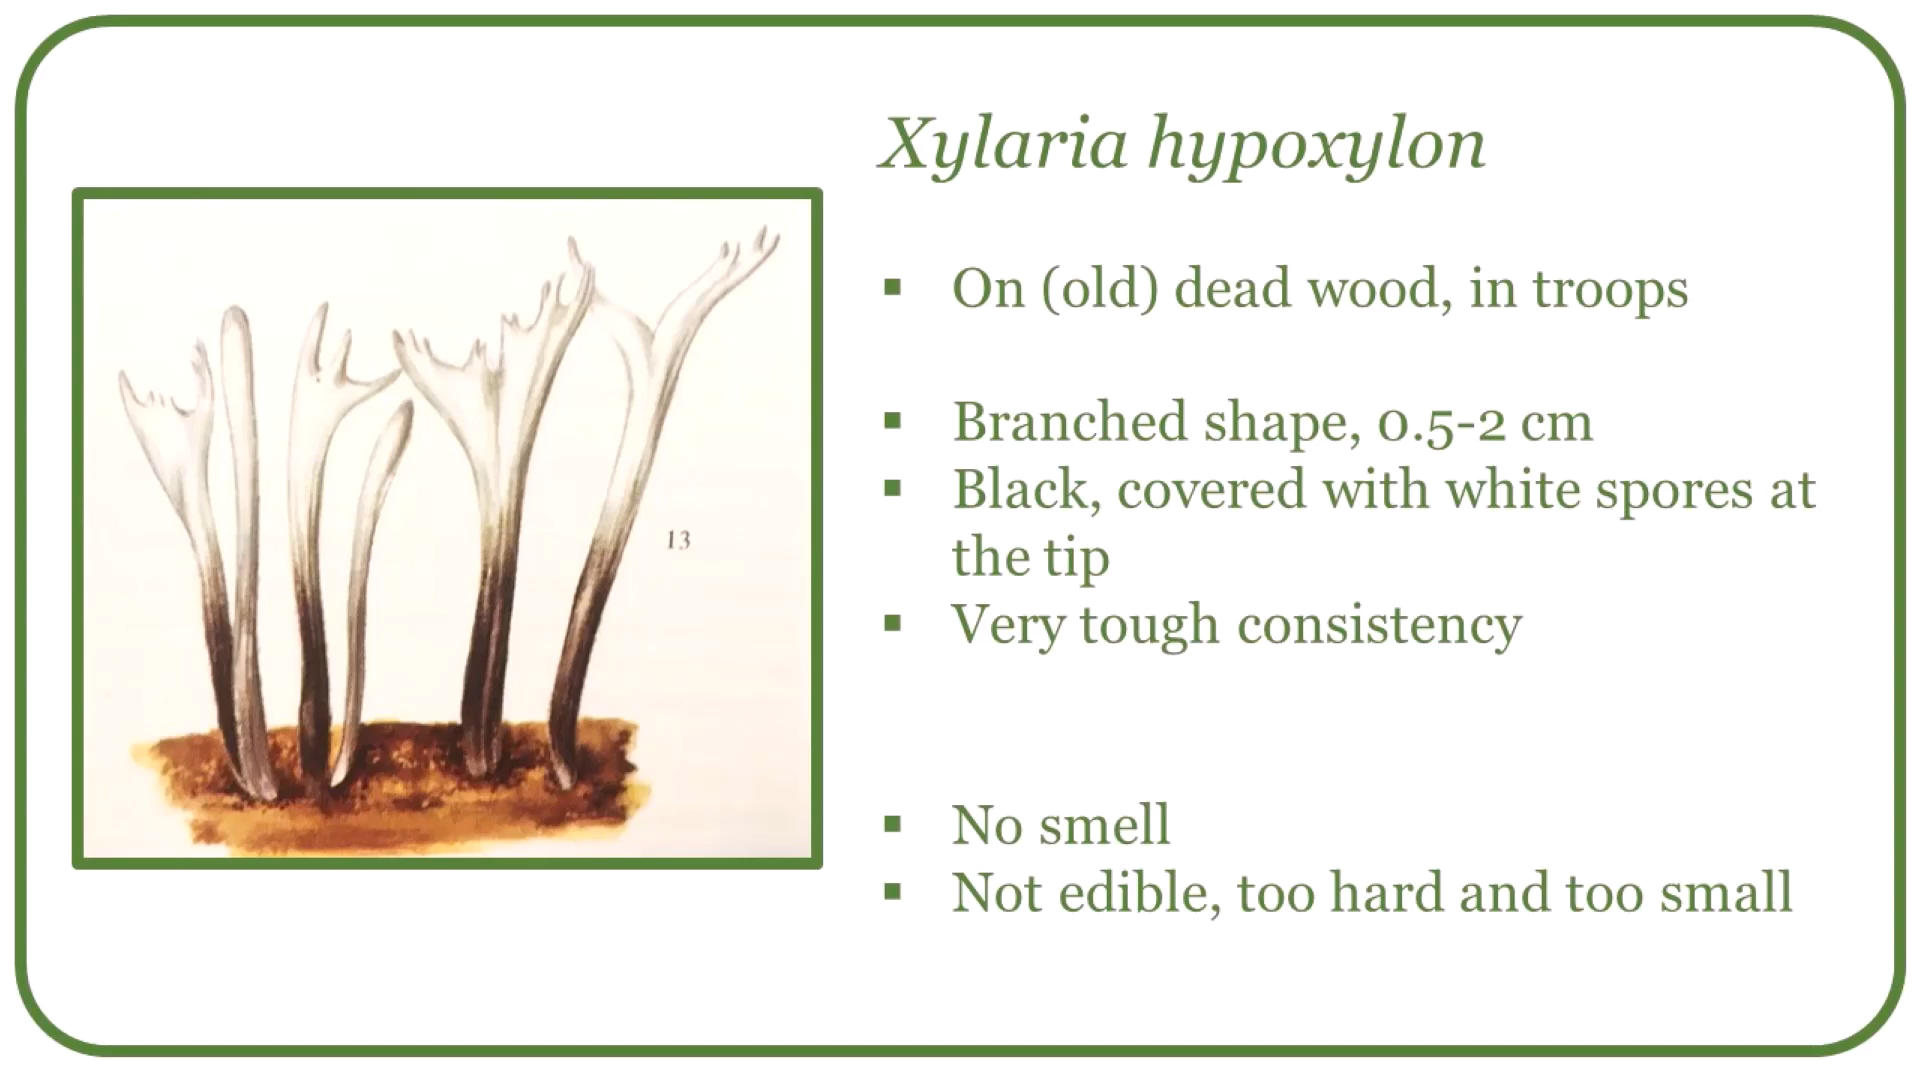 Xylaria hypoxylon
▪ On (old) dead wood, in troops
▪ Branched shape, 0.5-2 cm
▪ Black, covered with white spores at
the tip
▪ Very tough consistency
13
▪ No smell
▪ Not edible, too hard and too small